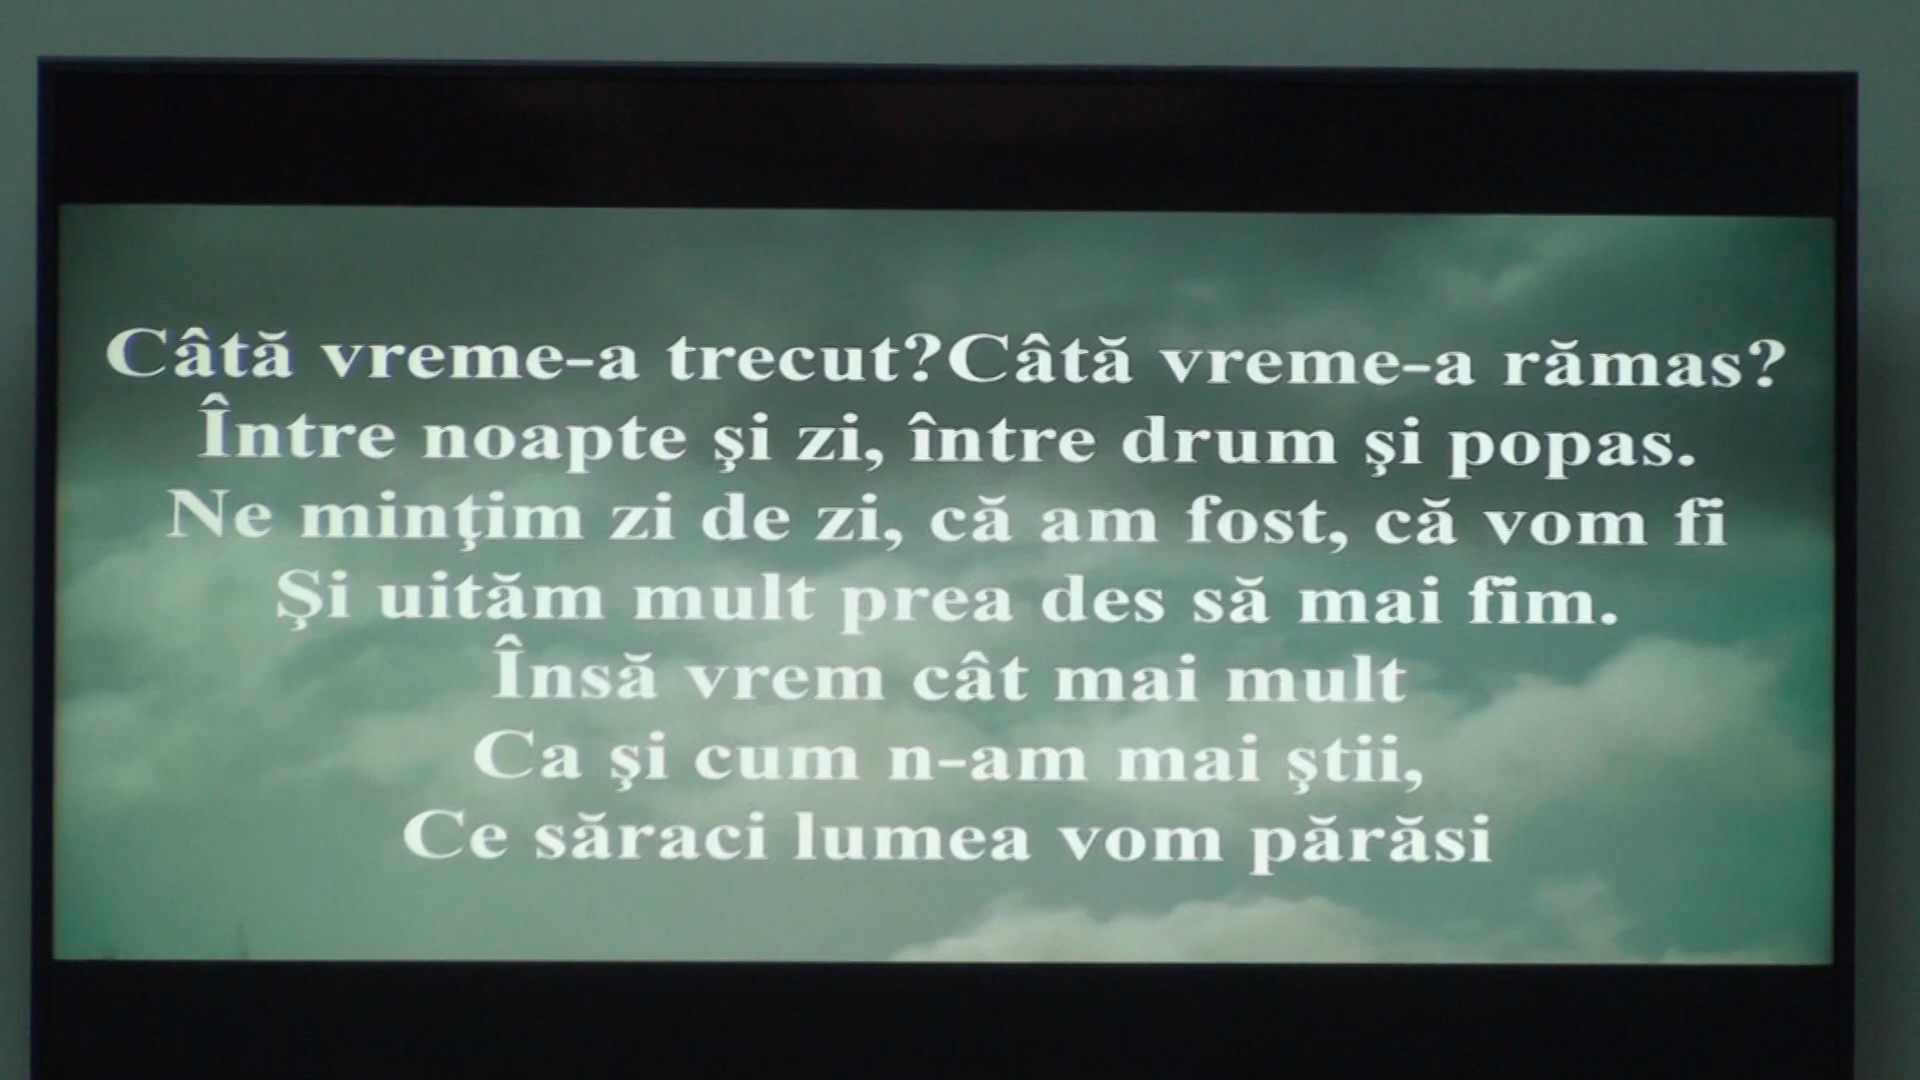 Câtă vreme-a trecut?Câtă vreme-a rămas?
Între noapte şi zi, între drum şi popas.
Ne minţim zi de zi, că am fost, că vom fi
Şi uităm mult prea des să mai fim.
Însă vrem cât mai mult
Ca şi cum n-am mai ştii,
Ce săraci lumea vom părăsi